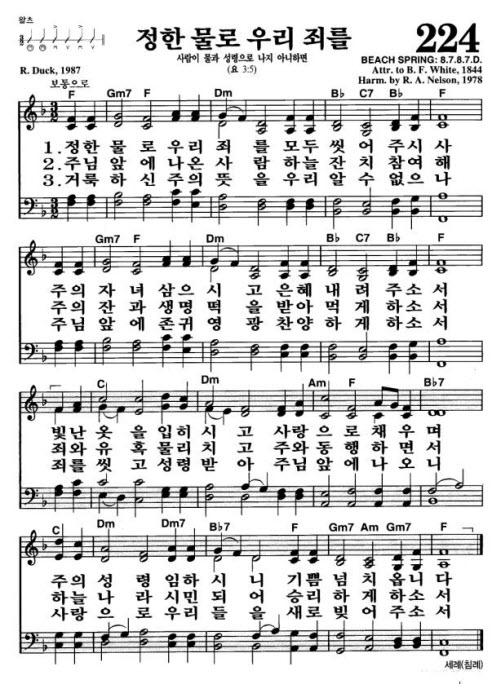 왈츠
정한 물로 우리 죄를
224
사람이 물과 성령으로 나지 아니하면
(요 3:5)
R. Duck, 1987
BEACH SPRING: 8.7.8.7.D.
Attr. to B. F. White, 1844
Harm. by R. A. Nelson, 1978
보통으로
F Gm7 F Dm B♭ C7 B♭ F
1. 정한 물로 우리 죄를 모두 씻어 주시사
2. 주님 앞에 나온 사람 하늘 잔치 참여해
3. 거룩하신 주의 뜻을 우리 알 수 없으나
Gm7 F Dm B♭ C7 B♭ F
주의 자녀 삼으시고 은혜 내려 주소서
주의 잔과 생명 떡을 받아 먹게 하소서
주님 앞에 존귀 영광 찬양하게 하소서
C Dm Am F B♭7
빛난 옷을 입히시고 사랑으로 채우며
죄와 유혹 물리치고 주와 동행하면서
죄를 씻고 성령 받아 주님 앞에 나오니
C Dm B♭7 F Gm7 Am Gm7 F
주의 성령 임하시니 기쁨 넘치옵니다
하늘나라 시민 되어 승리하게 하소서
사랑으로 우리들을 새로 빚어 주소서
세례(침례)